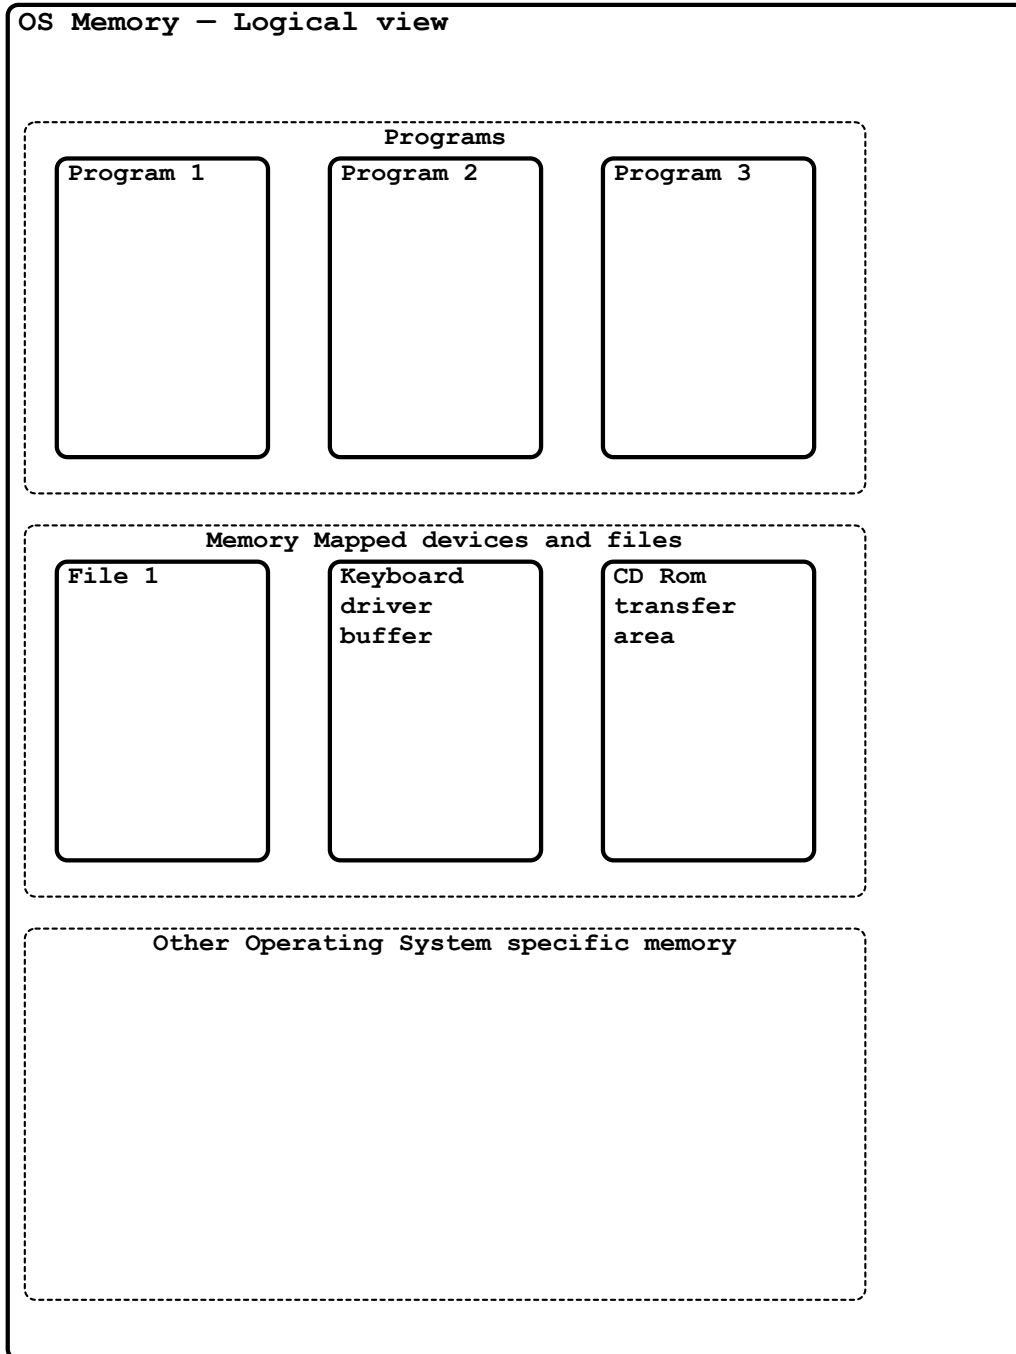 OS Memory — Logical view
Programs
Program 1
Program 2
Program 3
Memory Mapped devices and files
File 1
Keyboard
driver
buffer
CD Rom
transfer
area
Other Operating System specific memory